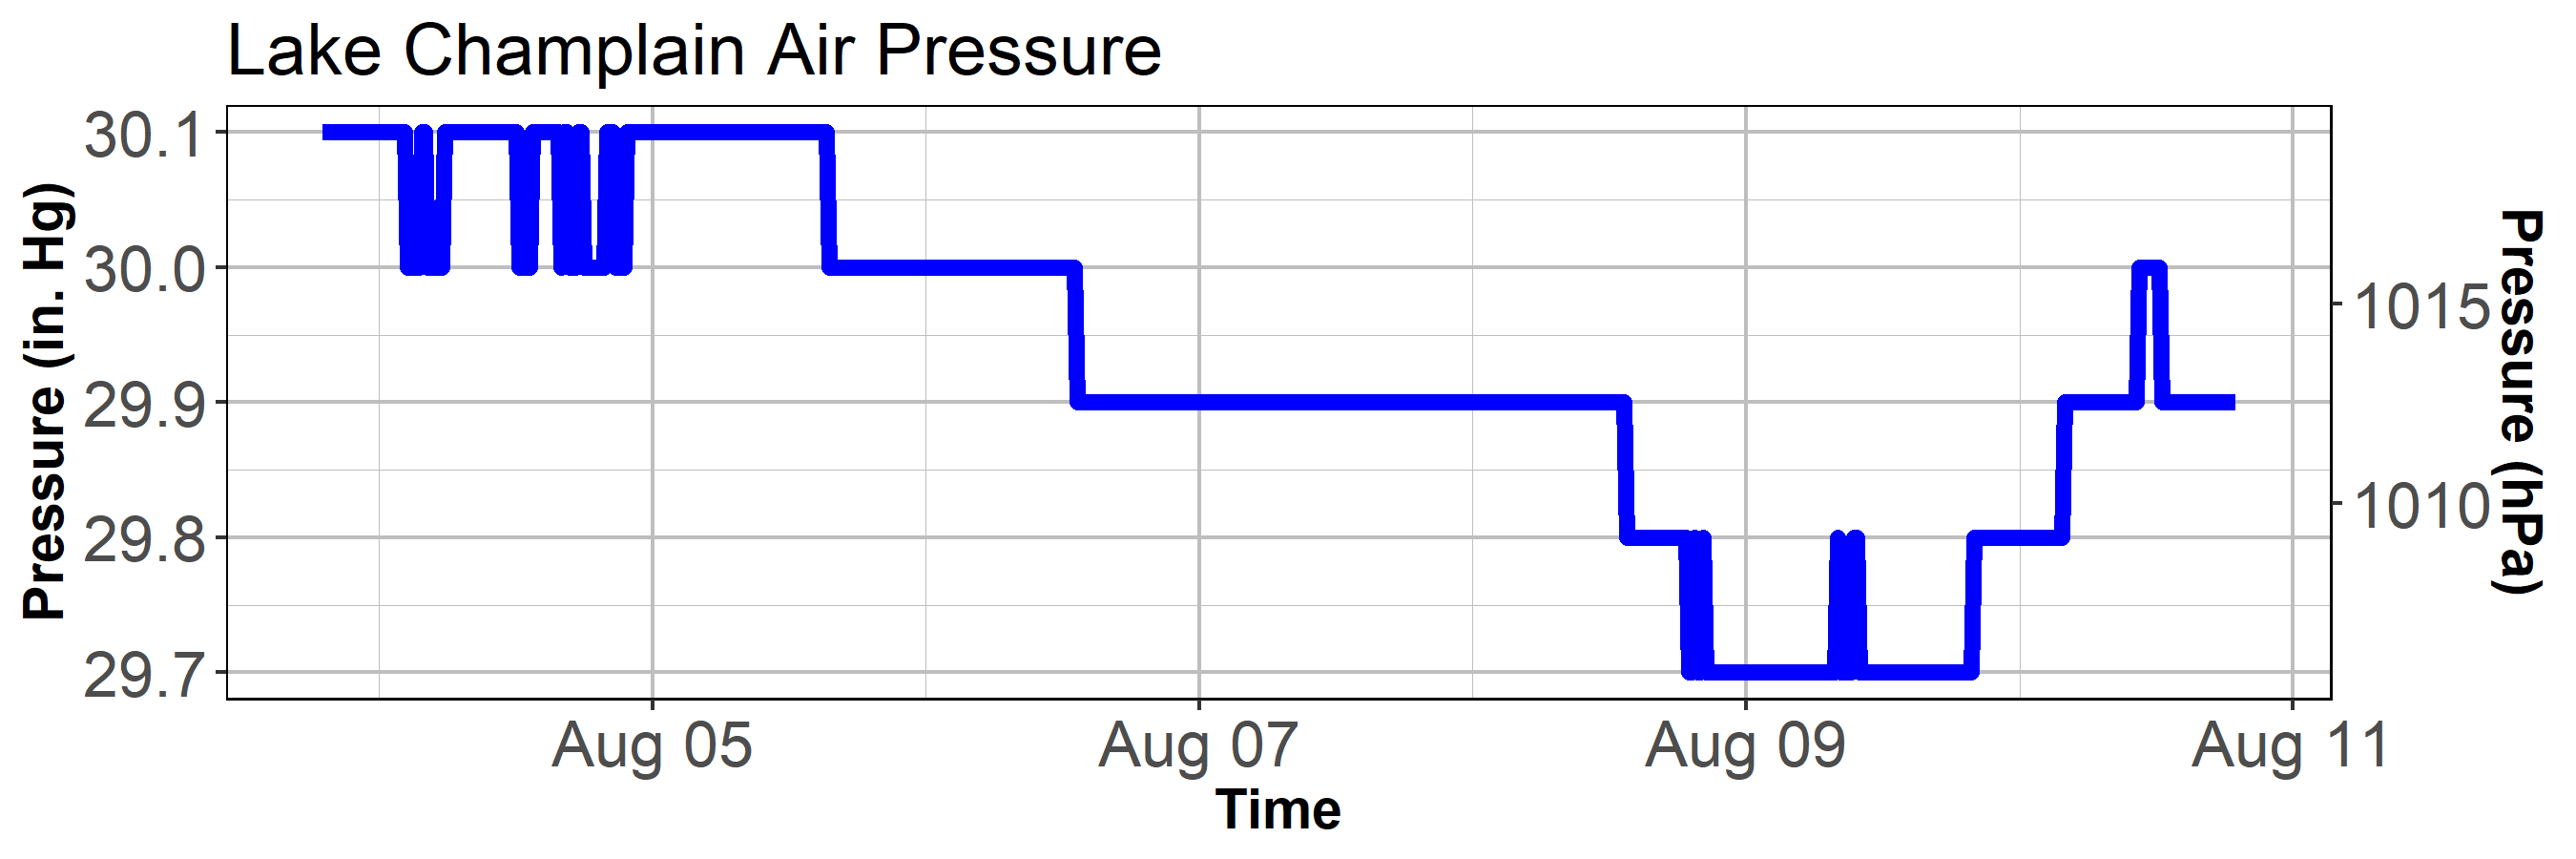 Lake Champlain Air Pressure
30.1
30.0
29.9
29.8
29.7
Pressure (in. Hg)
1015
1010
Pressure (hPa)
Aug 05 Aug 07 Aug 09 Aug 11
Time